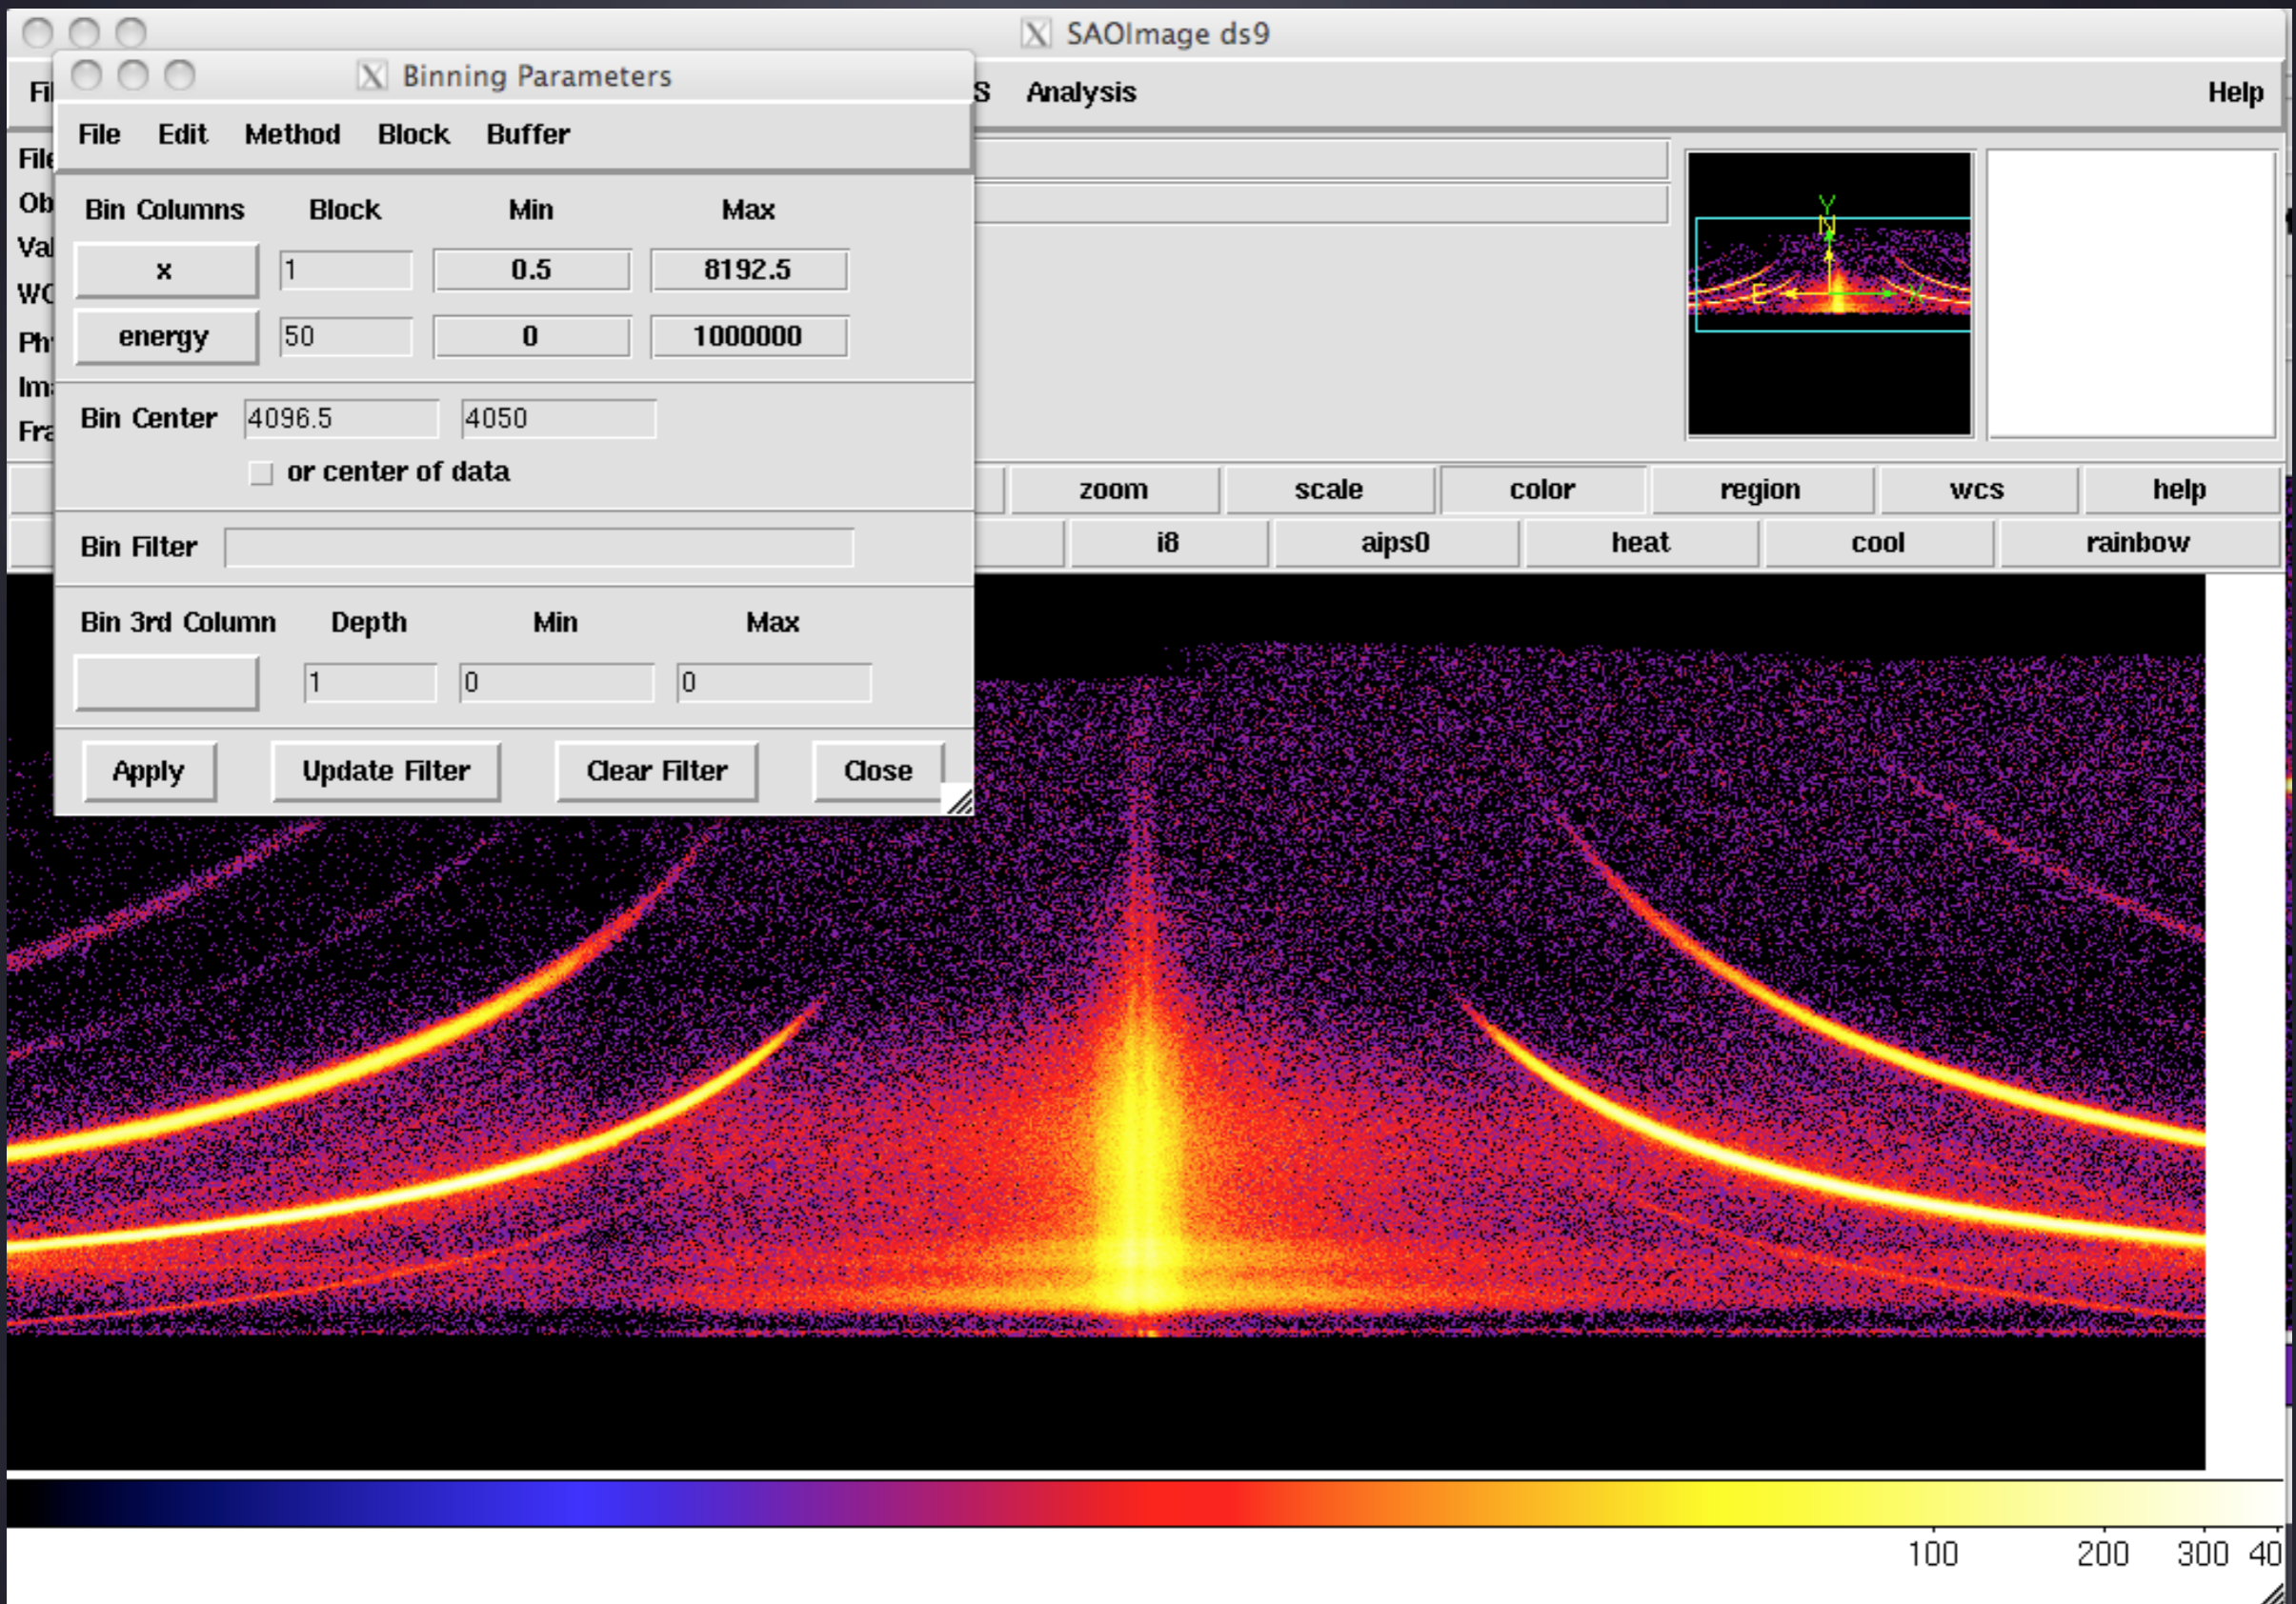 SAOImage ds9
Binning Parameters
Analysis
Help
File Edit Method Block Buffer
Bin Columns Block Min Max
x 1 0.5 8192.5
energy 50 0 1000000
Bin Center 4096.5 4050
or center of data
Bin Filter
Bin 3rd Column Depth Min Max
1 0 0
Apply Update Filter Clear Filter Close
Y
N
E X
zoom scale color region wcs help
i8 aips0 heat cool rainbow
100 200 300 40